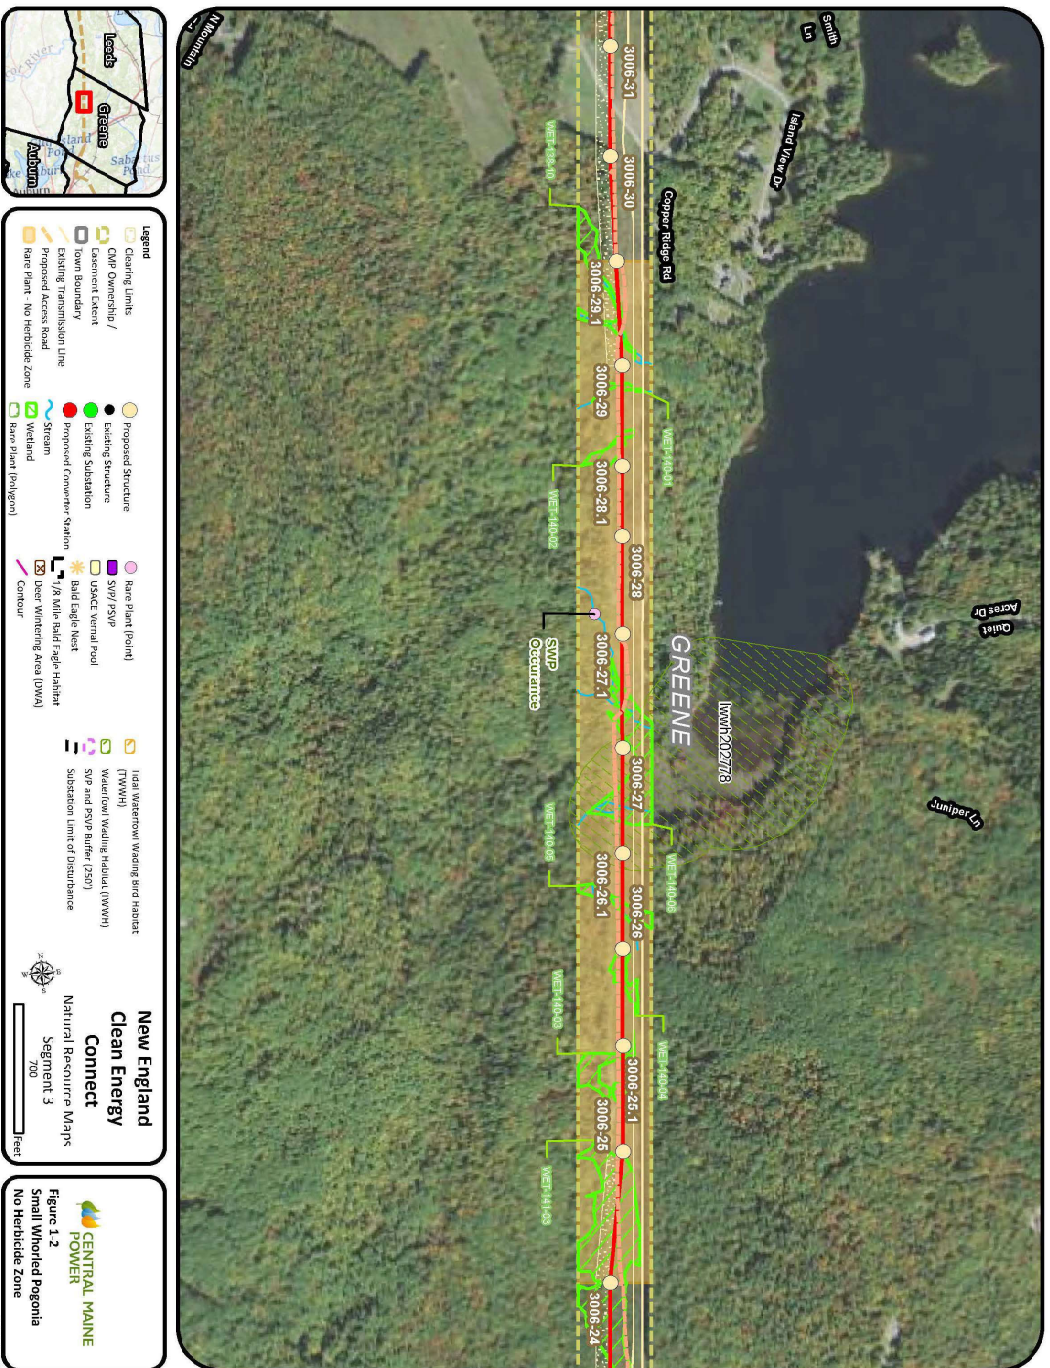 Smith
Ln
Island View Dr
N Mountain
Copper Ridge Rd
Acres Dr
Quiet
Juniper Ln
GREENE
iwwh202778
3006-31
3006-30
3006-29.1
3006-29
3006-28.1
3006-28
3006-27.1
3006-27
3006-26.1
3006-26
3006-25.1
3006-25
3006-24
WET-138-10
WET-140-01
WET-140-02
SWP
Occurance
WET-140-05
WET-140-06
WET-140-03
WET-140-04
WET-141-03
Leeds
Greene
Auburn
Sabattus
Pond
Legend
Clearing Limits
CMP Ownership /
Easement Extent
Town Boundary
Existing Transmission Line
Proposed Access Road
Rare Plant - No Herbicide Zone
Proposed Structure
Existing Structure
Existing Substation
Proposed Converter Station
Stream
Wetland
Rare Plant (Polygon)
Rare Plant (Point)
SVP/ PSVP
USACE Vernal Pool
Bald Eagle Nest
1/8 Mile Bald Eagle Habitat
Deer Wintering Area (DWA)
Contour
Tidal Waterfowl Wading Bird Habitat
(TWWH)
Waterfowl Wading Habitat (IWWH)
SVP and PSVP Buffer (250')
Substation Limit of Disturbance
New England
Clean Energy
Connect
Natural Resource Maps
Segment 3
700
Feet
CENTRAL MAINE
POWER
Figure 1-2
Small Whorled Pogonia
No Herbicide Zone